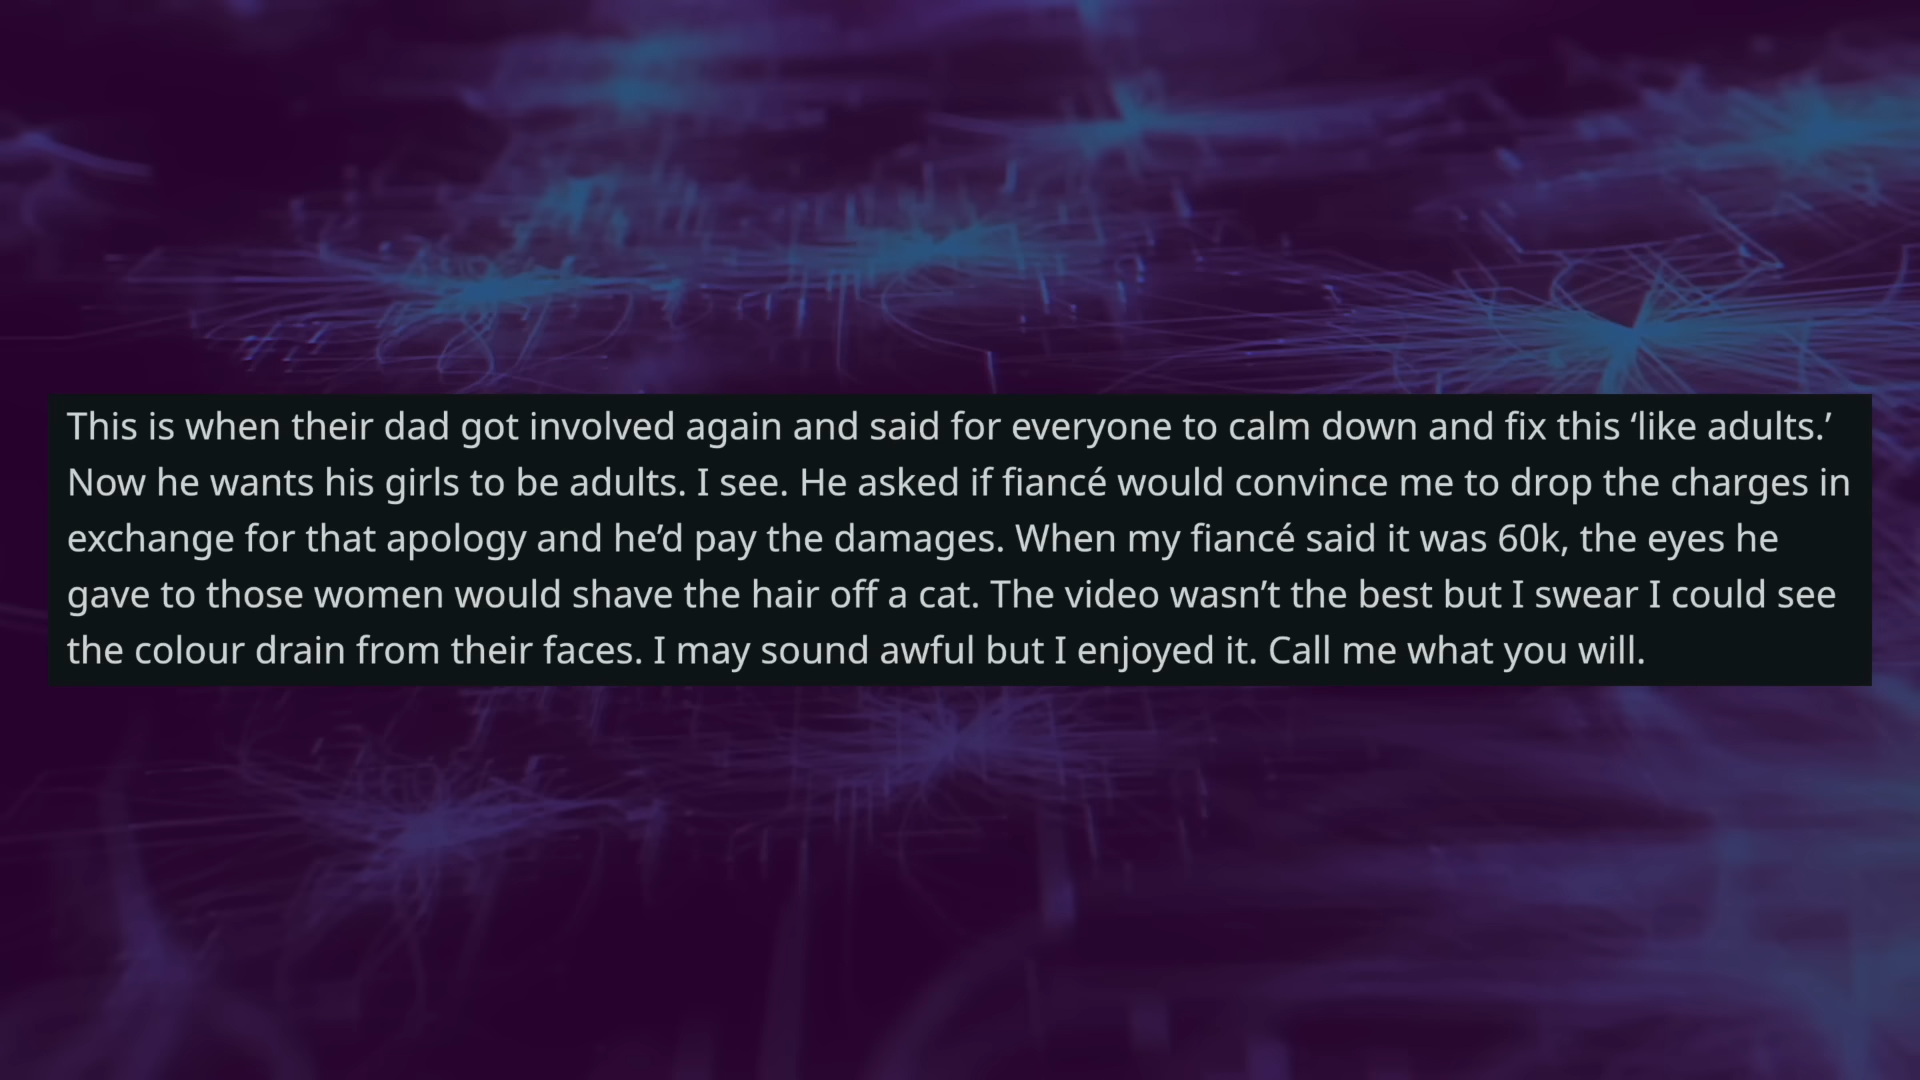 This is when their dad got involved again and said for everyone to calm down and fix this ‘like adults.’
Now he wants his girls to be adults. I see. He asked if fiancé would convince me to drop the charges in
exchange for that apology and he’d pay the damages. When my fiancé said it was 60k, the eyes he
gave to those women would shave the hair off a cat. The video wasn’t the best but I swear I could see
the colour drain from their faces. I may sound awful but I enjoyed it. Call me what you will.